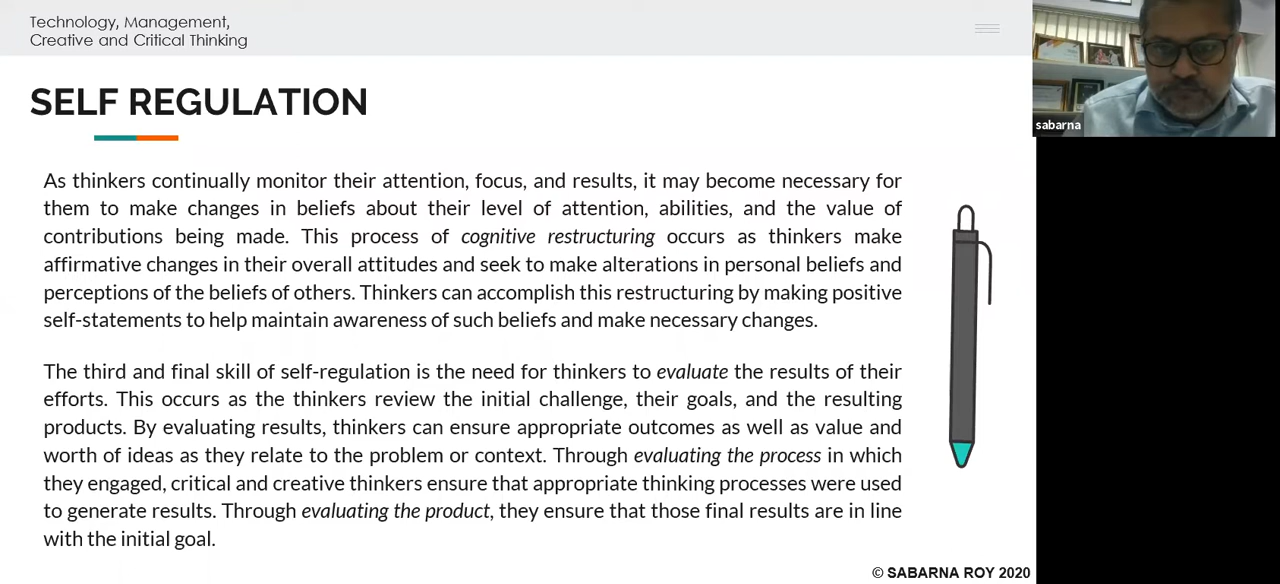 Technology, Management,
Creative and Critical Thinking
SELF REGULATION
As thinkers continually monitor their attention, focus, and results, it may become necessary for
them to make changes in beliefs about their level of attention, abilities, and the value of
contributions being made. This process of cognitive restructuring occurs as thinkers make
affirmative changes in their overall attitudes and seek to make alterations in personal beliefs and
perceptions of the beliefs of others. Thinkers can accomplish this restructuring by making positive
self-statements to help maintain awareness of such beliefs and make necessary changes.
The third and final skill of self-regulation is the need for thinkers to evaluate the results of their
efforts. This occurs as the thinkers review the initial challenge, their goals, and the resulting
products. By evaluating results, thinkers can ensure appropriate outcomes as well as value and
worth of ideas as they relate to the problem or context. Through evaluating the process in which
they engaged, critical and creative thinkers ensure that appropriate thinking processes were used
to generate results. Through evaluating the product, they ensure that those final results are in line
with the initial goal.
© SABARNA ROY 2020
sabarna